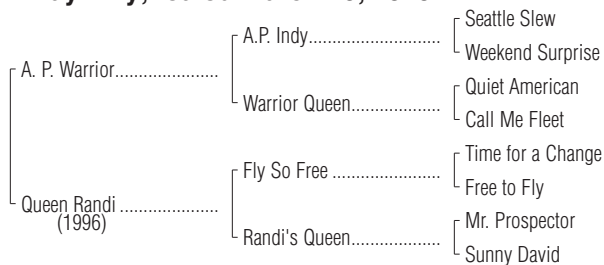 Seattle Slew
A.P. Indy
Weekend Surprise
A. P. Warrior
Quiet American
Warrior Queen
Call Me Fleet
Time for a Change
Fly So Free
Free to Fly
Queen Randi
(1996)
Mr. Prospector
Randi's Queen
Sunny David